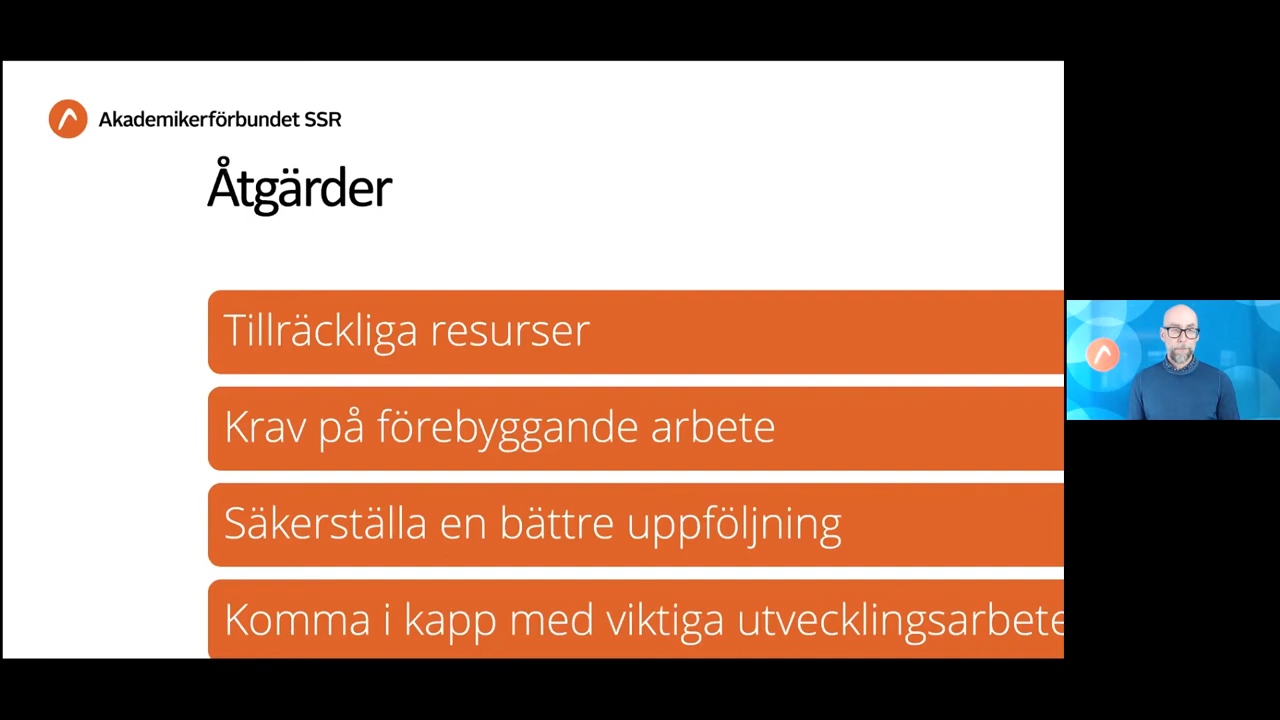 Akademikerförbundet SSR
Åtgärder
Tillräckliga resurser
Krav på förebyggande arbete
Säkerställa en bättre uppföljning
Komma i kapp med viktiga utvecklingsarbete